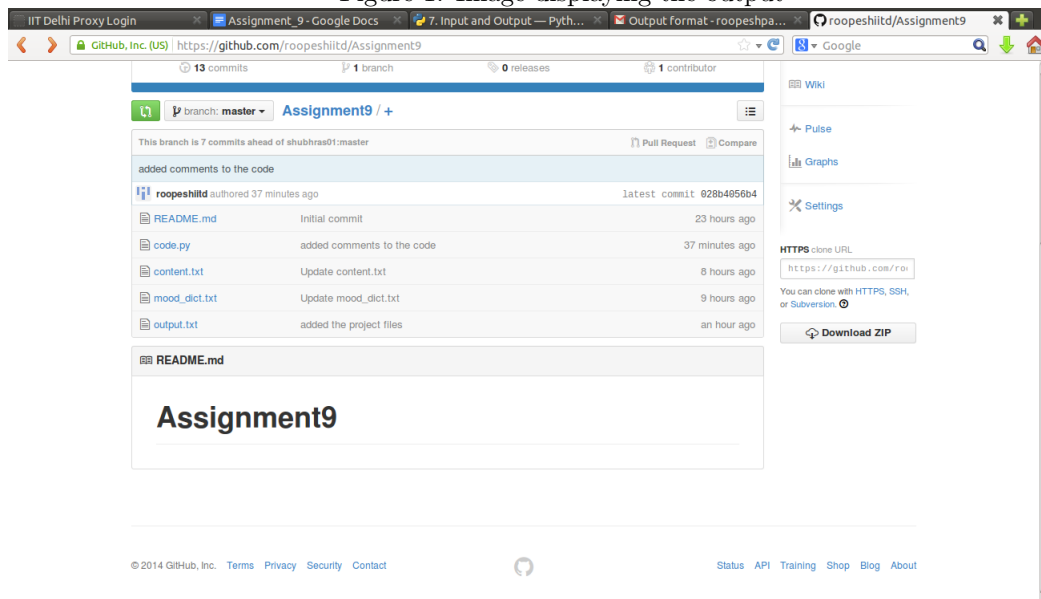 Figure 1: Image displaying the output
IIT Delhi Proxy Login
Assignment_9 - Google Docs
7. Input and Output — Pyth...
Output format - roopeshpa...
roopeshiitd/Assignment9
GitHub, Inc. (US) https://github.com/roopeshiitd/Assignment9
Google
13 commits 1 branch 0 releases 1 contributor
branch: master Assignment9 / +
This branch is 7 commits ahead of shubhras01:master Pull Request Compare
added comments to the code
roopeshiitd authored 37 minutes ago latest commit 028b4056b4
README.md Initial commit 23 hours ago
code.py added comments to the code 37 minutes ago
content.txt Update content.txt 8 hours ago
mood_dict.txt Update mood_dict.txt 9 hours ago
output.txt added the project files an hour ago
README.md
Assignment9
Wiki
Pulse
Graphs
Settings
HTTPS clone URL
https://github.com/roo
You can clone with HTTPS, SSH,
or Subversion.
Download ZIP
© 2014 GitHub, Inc. Terms Privacy Security Contact
Status API Training Shop Blog About